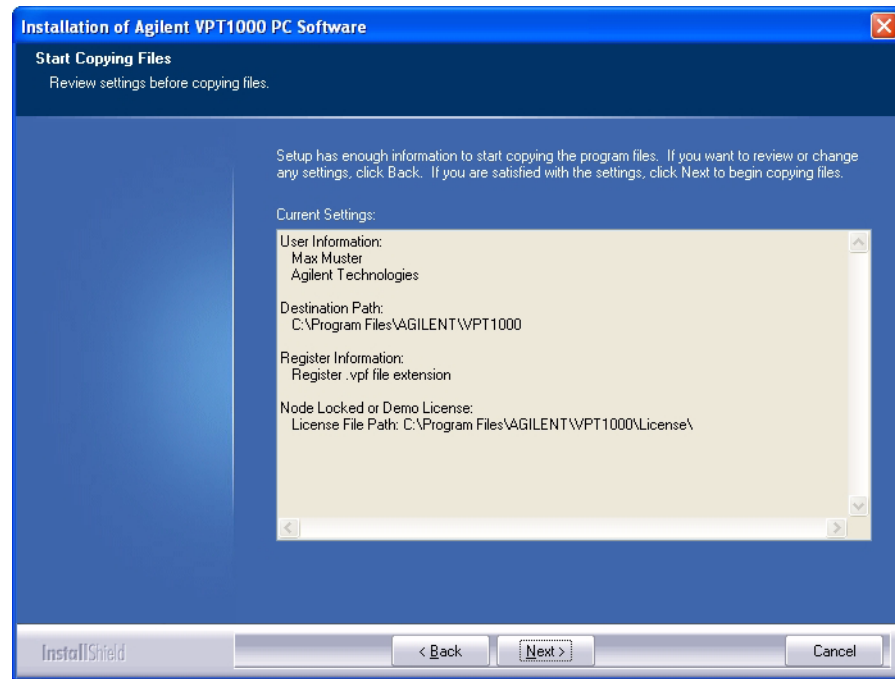 Installation of Agilent VPT1000 PC Software
Start Copying Files
Review settings before copying files.
Setup has enough information to start copying the program files. If you want to review or change
any settings, click Back. If you are satisfied with the settings, click Next to begin copying files.
Current Settings:
User Information:
Max Muster
Agilent Technologies
Destination Path:
C:\Program Files\AGILENT\VPT1000
Register Information:
Register .vpf file extension
Node Locked or Demo License:
License File Path: C:\Program Files\AGILENT\VPT1000\License\
InstallShield
< Back
Next >
Cancel